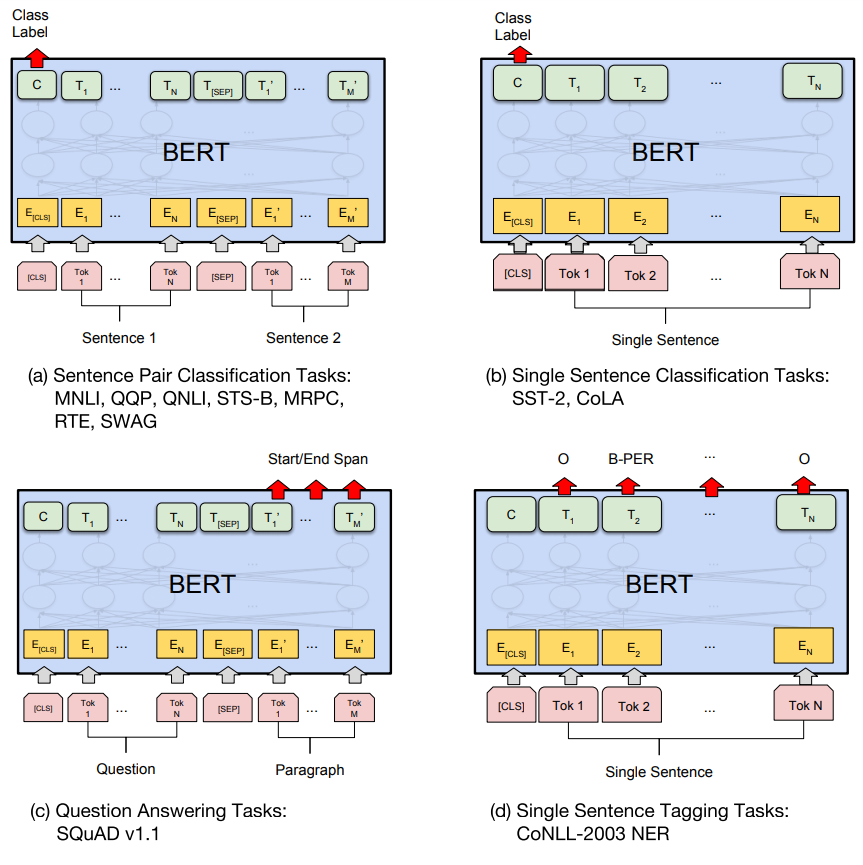 Class
Label
C T1 ... TN T[SEP] T1' ... TM'
...
BERT
...
E[CLS] E1 ... EN E[SEP] E1' ... EM'
[CLS] Tok 1 ... Tok N [SEP] Tok 1 ... Tok M
Sentence 1 Sentence 2
(a) Sentence Pair Classification Tasks:
MNLI, QQP, QNLI, STS-B, MRPC,
RTE, SWAG
Class
Label
C T1 T2 ... TN
...
BERT
...
E[CLS] E1 E2 ... EN
[CLS] Tok 1 Tok 2 ... Tok N
Single Sentence
(b) Single Sentence Classification Tasks:
SST-2, CoLA
Start/End Span
C T1 ... TN T[SEP] T1' ... TM'
...
BERT
...
E[CLS] E1 ... EN E[SEP] E1' ... EM'
[CLS] Tok 1 ... Tok N [SEP] Tok 1 ... Tok M
Question Paragraph
(c) Question Answering Tasks:
SQuAD v1.1
O B-PER ... O
C T1 T2 ... TN
...
BERT
...
E[CLS] E1 E2 ... EN
[CLS] Tok 1 Tok 2 ... Tok N
Single Sentence
(d) Single Sentence Tagging Tasks:
CoNLL-2003 NER